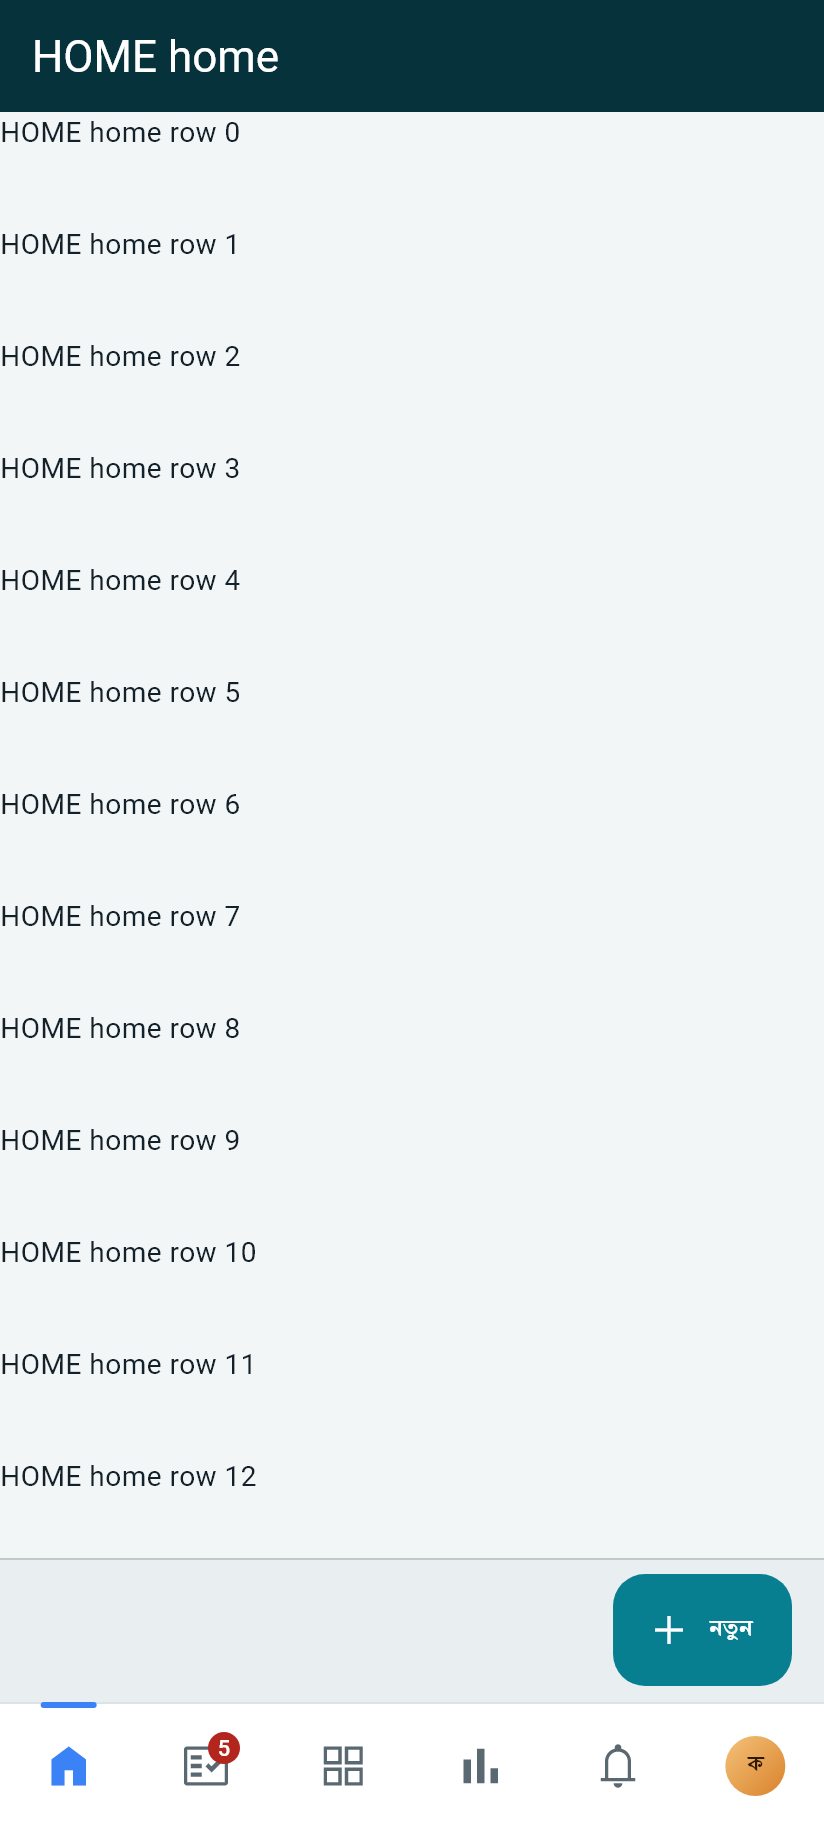 HOME home
HOME home row 0
HOME home row 1
HOME home row 2
HOME home row 3
HOME home row 4
HOME home row 5
HOME home row 6
HOME home row 7
HOME home row 8
HOME home row 9
HOME home row 10
HOME home row 11
HOME home row 12
নতুন
5
ক